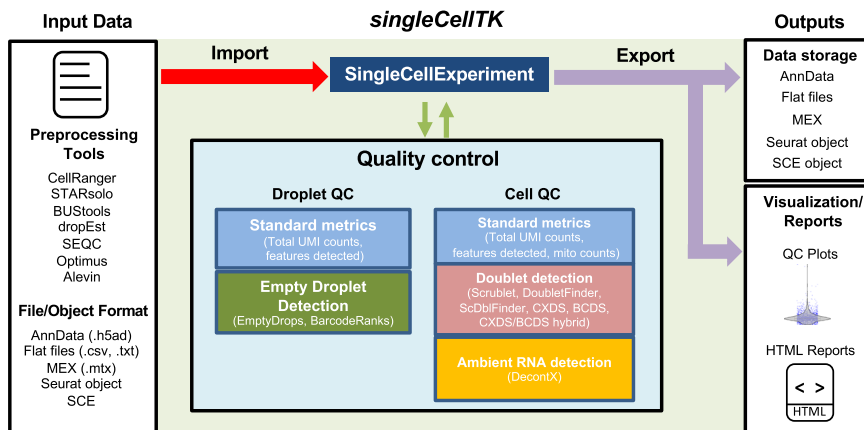 Input Data
singleCellTK
Outputs
Import
SingleCellExperiment
Export
Preprocessing
Tools
CellRanger
STARsolo
BUStools
dropEst
SEQC
Optimus
Alevin
File/Object Format
AnnData (.h5ad)
Flat files (.csv, .txt)
MEX (.mtx)
Seurat object
SCE
Quality control
Droplet QC
Standard metrics
(Total UMI counts,
features detected)
Empty Droplet
Detection
(EmptyDrops, BarcodeRanks)
Cell QC
Standard metrics
(Total UMI counts,
features detected, mito counts)
Doublet detection
(Scrublet, DoubletFinder,
ScDblFinder, CXDS, BCDS,
CXDS/BCDS hybrid)
Ambient RNA detection
(DecontX)
Data storage
AnnData
Flat files
MEX
Seurat object
SCE object
Visualization/
Reports
QC Plots
HTML Reports
< >
HTML